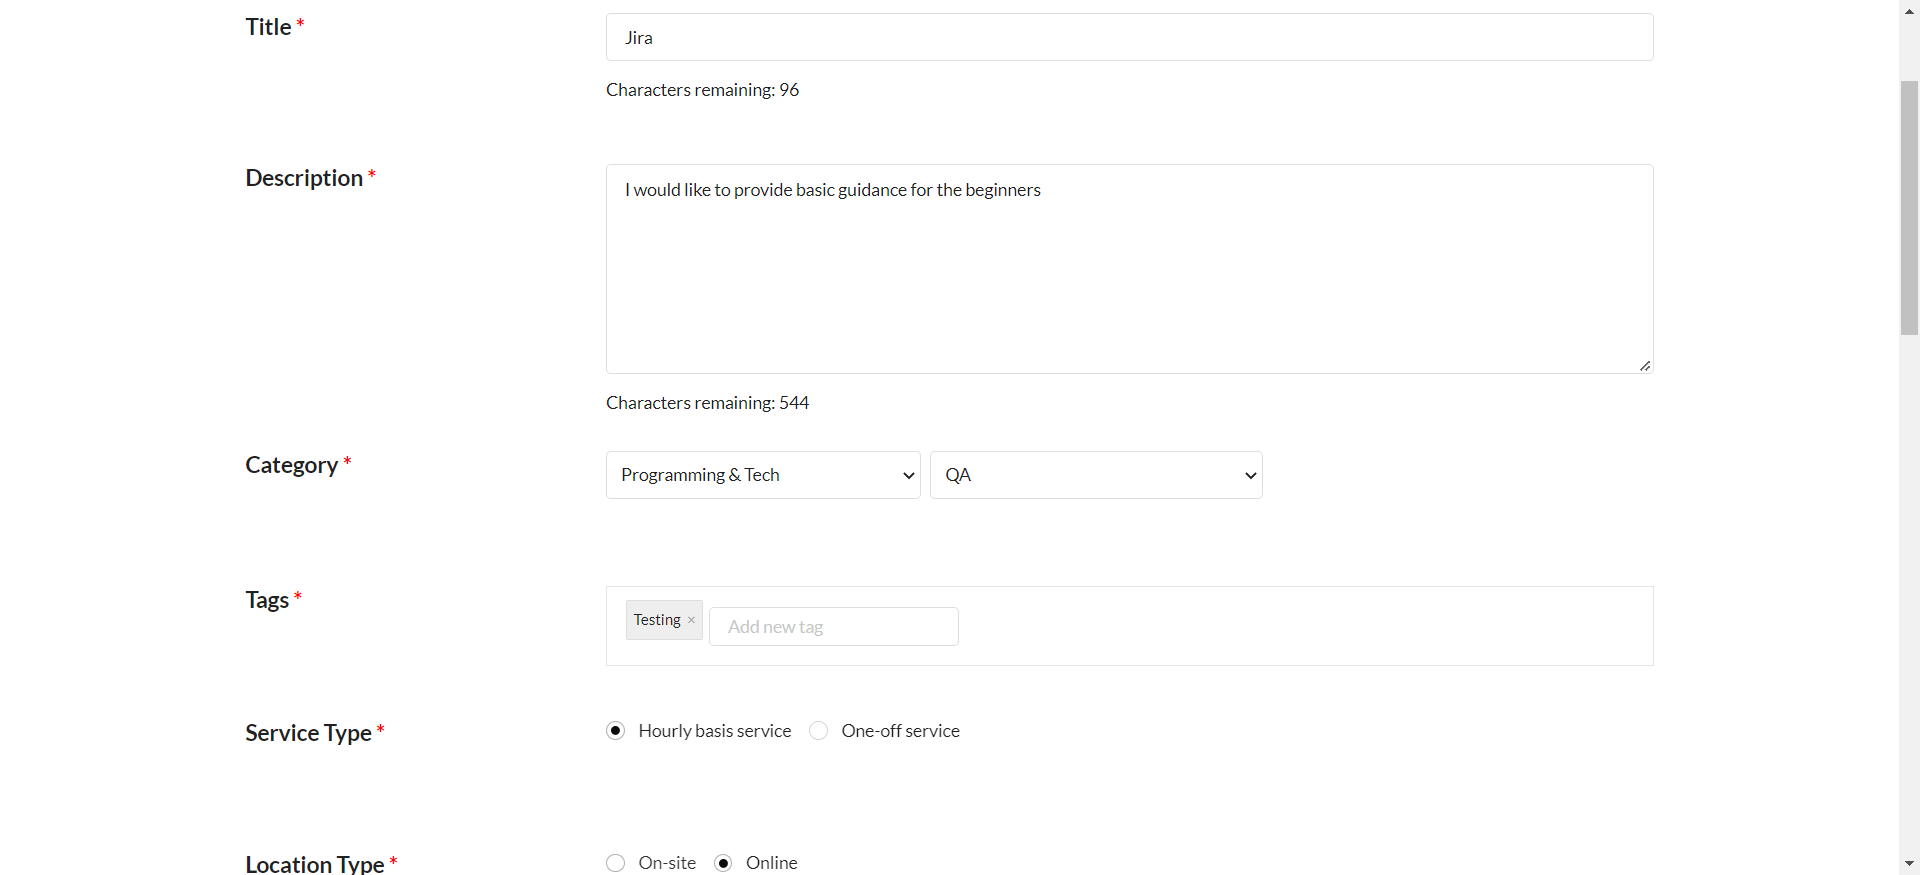 Title *
Jira
Characters remaining: 96
Description *
I would like to provide basic guidance for the beginners
Characters remaining: 544
Category *
Programming & Tech
QA
Tags *
Testing ×
Add new tag
Service Type *
Hourly basis service
One-off service
Location Type *
On-site
Online